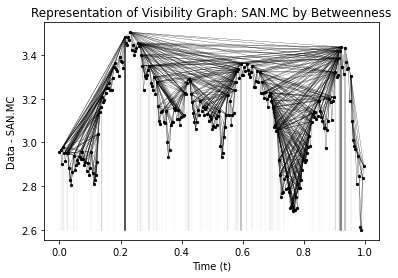 Representation of Visibility Graph: SAN.MC by Betweenness
Data - SAN.MC
3.4
3.2
3.0
2.8
2.6
0.0 0.2 0.4 0.6 0.8 1.0
Time (t)